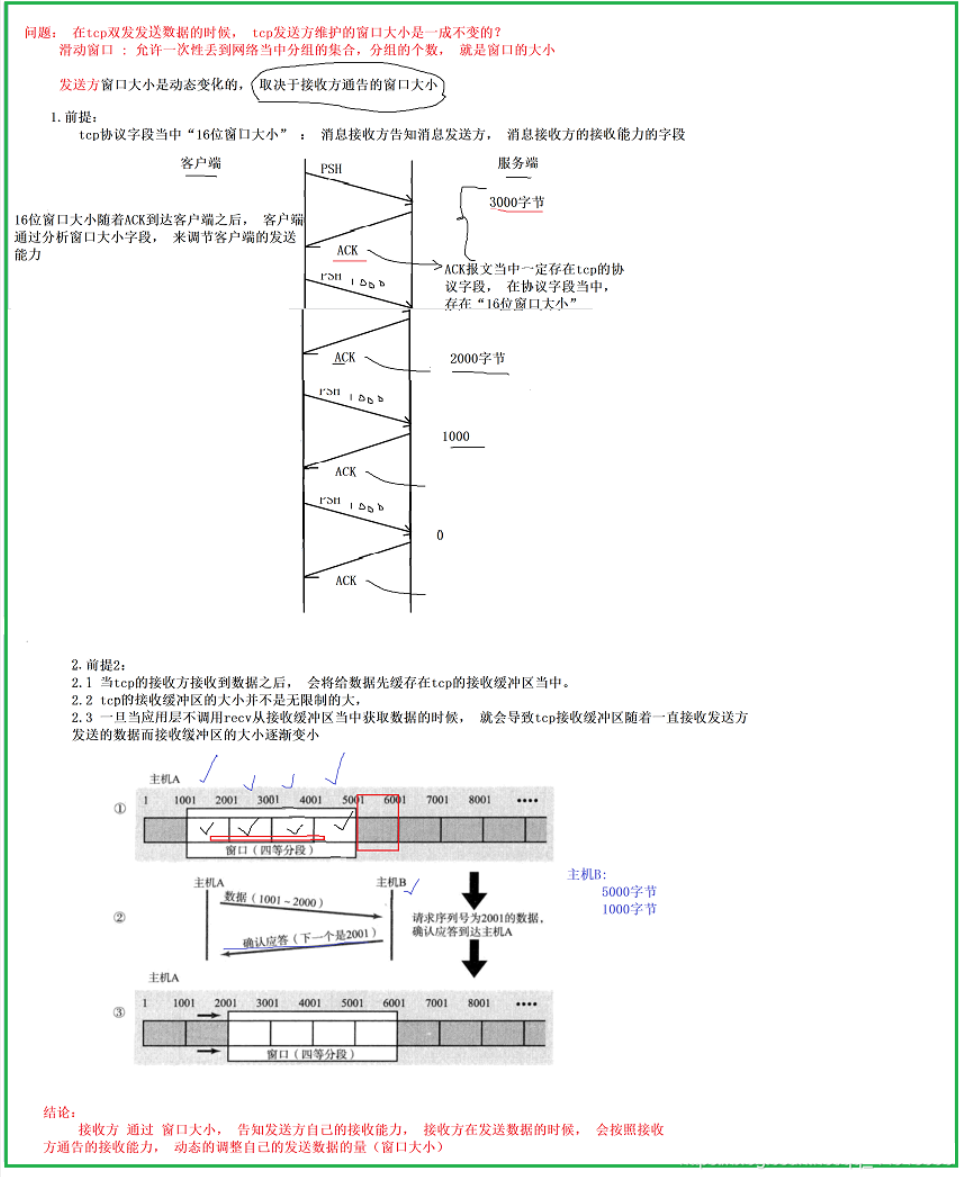 问题： 在tcp双发发送数据的时候， tcp发送方维护的窗口大小是一成不变的？
滑动窗口 ： 允许一次性丢到网络当中分组的集合，分组的个数， 就是窗口的大小
发送方窗口大小是动态变化的， 取决于接收方通告的窗口大小
1.前提：
tcp协议字段当中“16位窗口大小” ： 消息接收方告知消息发送方， 消息接收方的接收能力的字段
客户端
服务端
PSH
3000字节
16位窗口大小随着ACK到达客户端之后， 客户端
通过分析窗口大小字段， 来调节客户端的发送
能力
ACK
ACK报文当中一定存在tcp的协
议字段， 在协议字段当中，
存在“16位窗口大小”
PSH 1000
ACK
2000字节
PSH 1000
1000
ACK
PSH 1000
0
ACK
2. 前提2：
2.1 当tcp的接收方接收到数据之后， 会将给数据先缓存在tcp的接收缓冲区当中。
2.2 tcp的接收缓冲区的大小并不是无限制的大，
2.3 一旦当应用层不调用recv从接收缓冲区当中获取数据的时候， 就会导致tcp接收缓冲区随着一直接收发送方
发送的数据而接收缓冲区的大小逐渐变小
主机A
① 1 1001 2001 3001 4001 5001 6001 7001 8001 ••••
窗口（四等分段）
主机A 主机B
主机B：
5000字节
1000字节
② 数据（1001～2000）
确认应答（下一个是2001）
请求序列号为2001的数据，
确认应答到达主机A
主机A
③ 1 1001 2001 3001 4001 5001 6001 7001 8001 ••••
窗口（四等分段）
结论：
接收方 通过 窗口大小， 告知发送方自己的接收能力， 接收方在发送数据的时候， 会按照接收
方通告的接收能力， 动态的调整自己的发送数据的量（窗口大小）